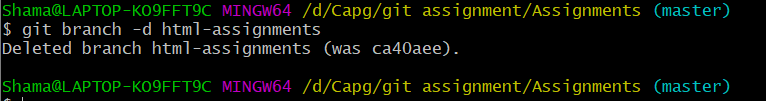 Shama@LAPTOP-KO9FFT9C MINGW64 /d/Capg/git assignment/Assignments (master)
$ git branch -d html-assignments
Deleted branch html-assignments (was ca40aee).
Shama@LAPTOP-KO9FFT9C MINGW64 /d/Capg/git assignment/Assignments (master)
$